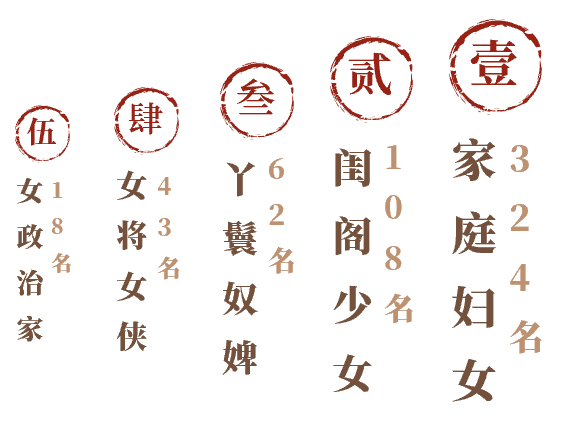 壹
家庭妇女
324名
贰
闺阁少女
108名
叁
丫鬟奴婢
62名
肆
女将女侠
43名
伍
女政治家
18名